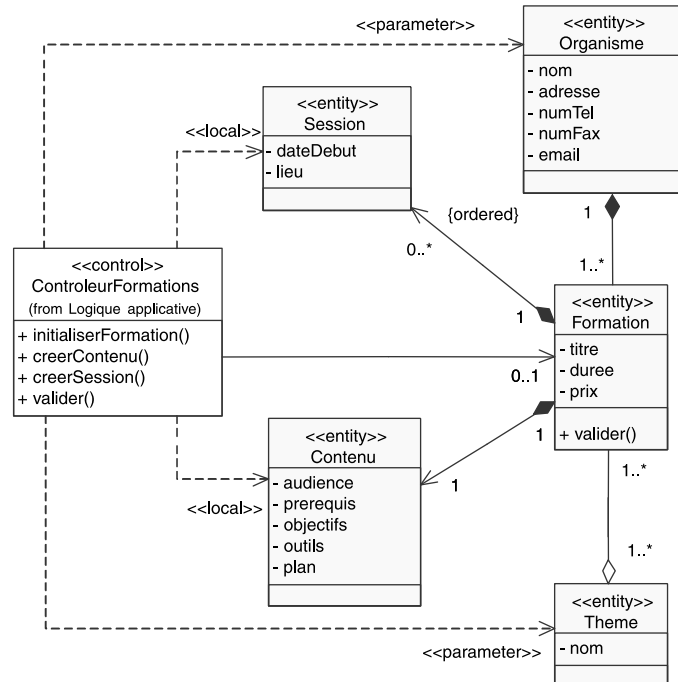 <<parameter>>
<<entity>>
Organisme
- nom
- adresse
- numTel
- numFax
- email
<<entity>>
Session
- dateDebut
- lieu
<<local>>
{ordered}
0..*
1
1
1..*
<<control>>
ControleurFormations
(from Logique applicative)
+ initialiserFormation()
+ creerContenu()
+ creerSession()
+ valider()
<<entity>>
Formation
- titre
- duree
- prix
+ valider()
0..1
1
1
<<entity>>
Contenu
- audience
- prerequis
- objectifs
- outils
- plan
<<local>>
1..*
1..*
<<entity>>
Theme
- nom
<<parameter>>